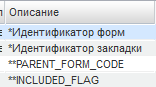 Описание
*Идентификатор форм
*Идентификатор закладки
**PARENT_FORM_CODE
**INCLUDED_FLAG